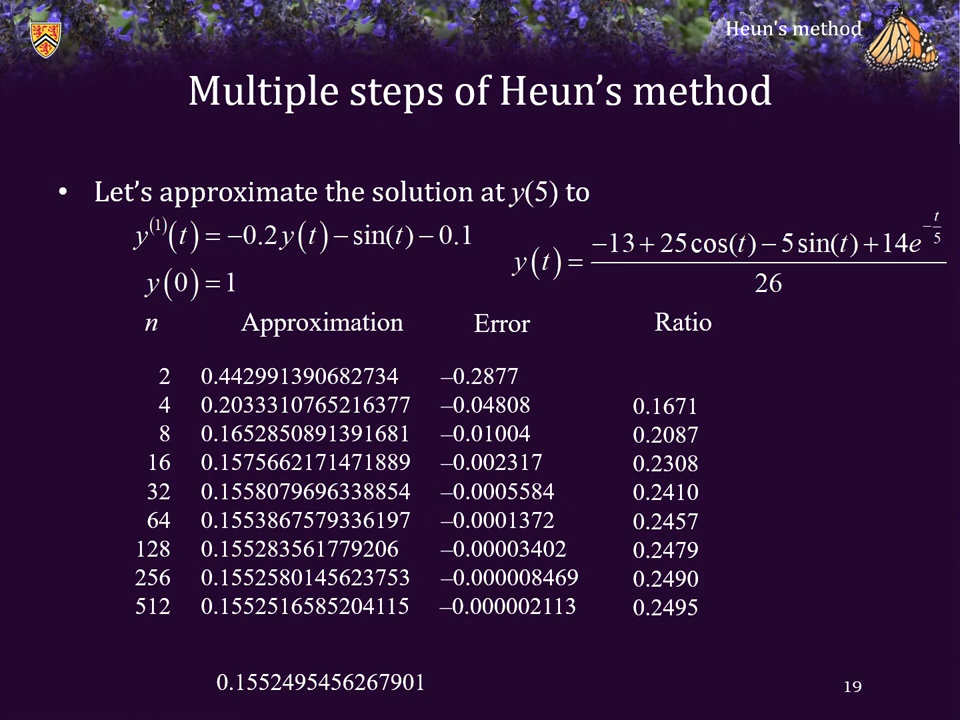 Heun's method
Multiple steps of Heun’s method
• Let’s approximate the solution at y(5) to
y^(1)(t) = –0.2y(t) – sin(t) – 0.1
y(t) = (–13 + 25cos(t) – 5sin(t) + 14e^(–t/5)) / 26
y(0) = 1
n Approximation Error Ratio
2 0.442991390682734 –0.2877
4 0.2033310765216377 –0.04808 0.1671
8 0.1652850891391681 –0.01004 0.2087
16 0.1575662171471889 –0.002317 0.2308
32 0.1558079696338854 –0.0005584 0.2410
64 0.1553867579336197 –0.0001372 0.2457
128 0.155283561779206 –0.00003402 0.2479
256 0.1552580145623753 –0.000008469 0.2490
512 0.1552516585204115 –0.000002113 0.2495
0.1552495456267901
19